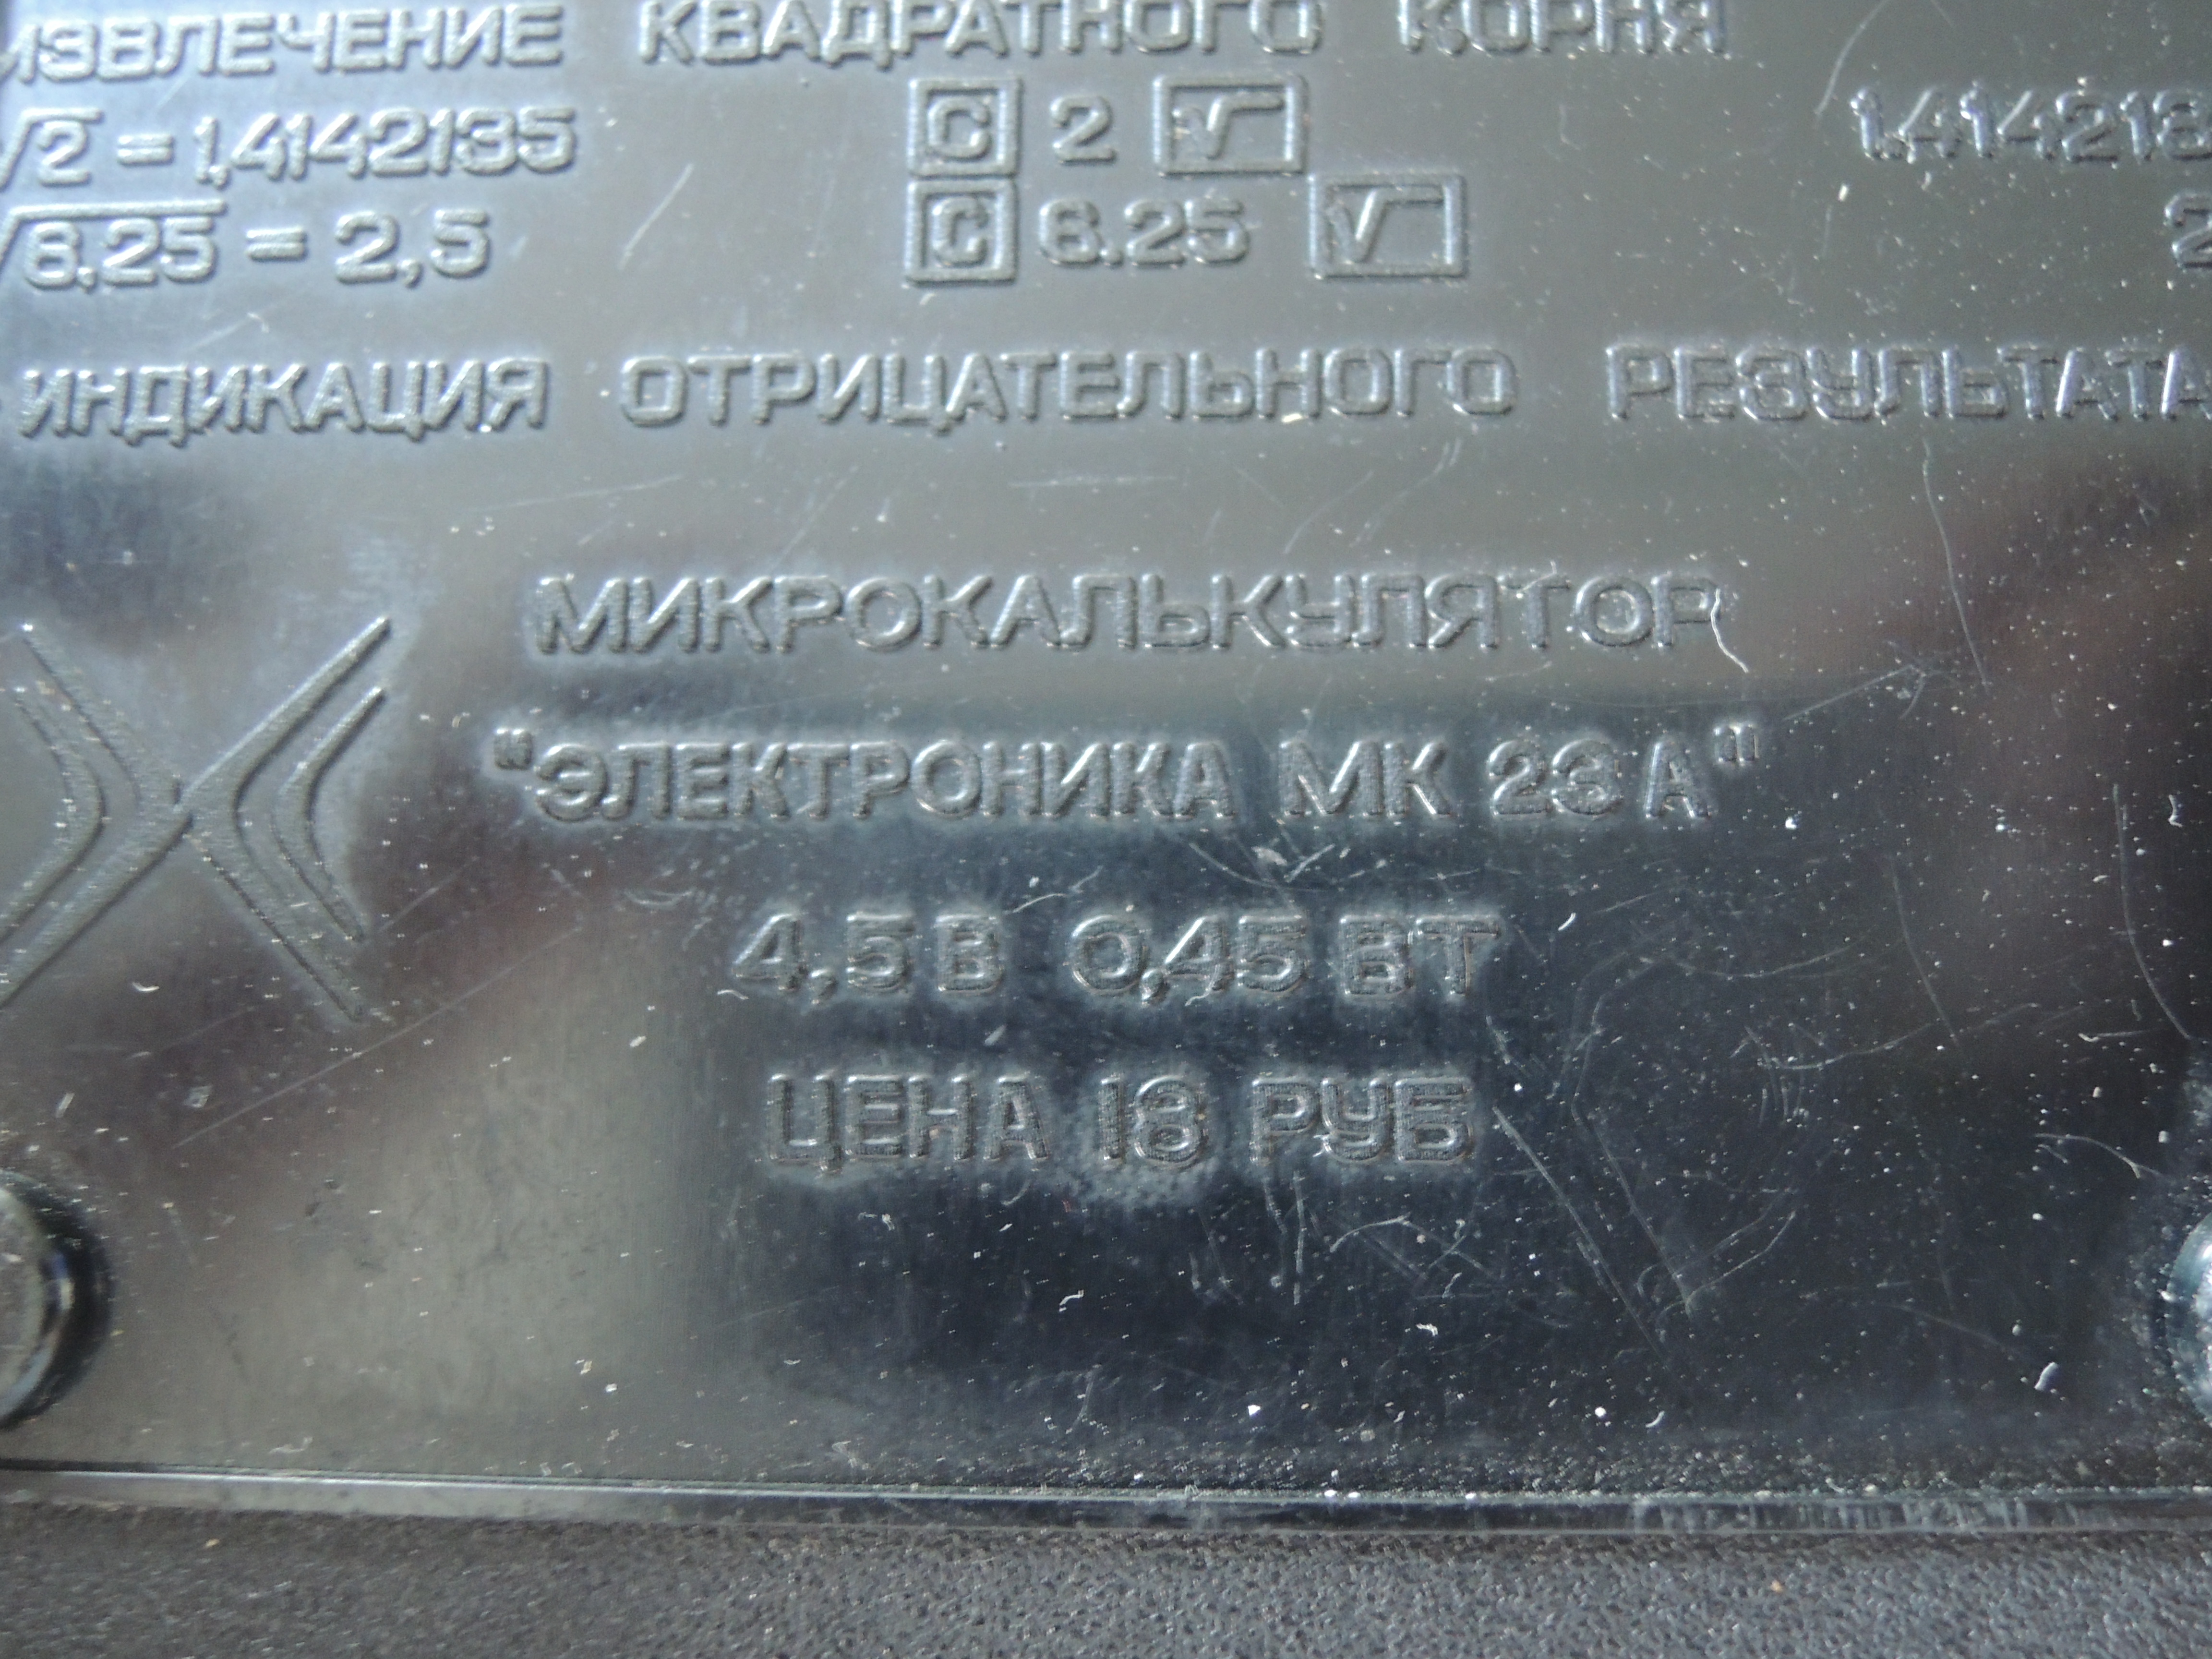 ИЗВЛЕЧЕНИЕ КВАДРАТНОГО КОРНЯ
√2 = 1,4142135 C 2 √ 1.414213
√6,25 = 2,5 C 6.25 √ 2
ИНДИКАЦИЯ ОТРИЦАТЕЛЬНОГО РЕЗУЛЬТАТА
МИКРОКАЛЬКУЛЯТОР
"ЭЛЕКТРОНИКА МК 23 А"
4,5 В 0,45 ВТ
ЦЕНА 18 РУБ